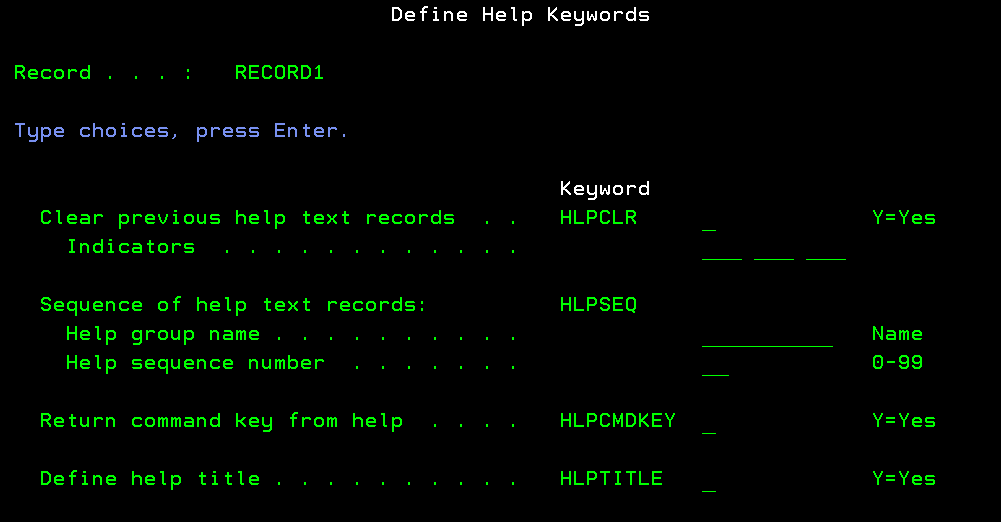 Define Help Keywords
Record . . . :   RECORD1
Type choices, press Enter.
Keyword
Clear previous help text records  . .   HLPCLR     _            Y=Yes
Indicators  . . . . . . . . . . . .              ___ ___ ___
Sequence of help text records:          HLPSEQ
Help group name . . . . . . . . . .              __________   Name
Help sequence number  . . . . . . .              __           0-99
Return command key from help  . . . .   HLPCMDKEY  _            Y=Yes
Define help title . . . . . . . . . .   HLPTITLE   _            Y=Yes